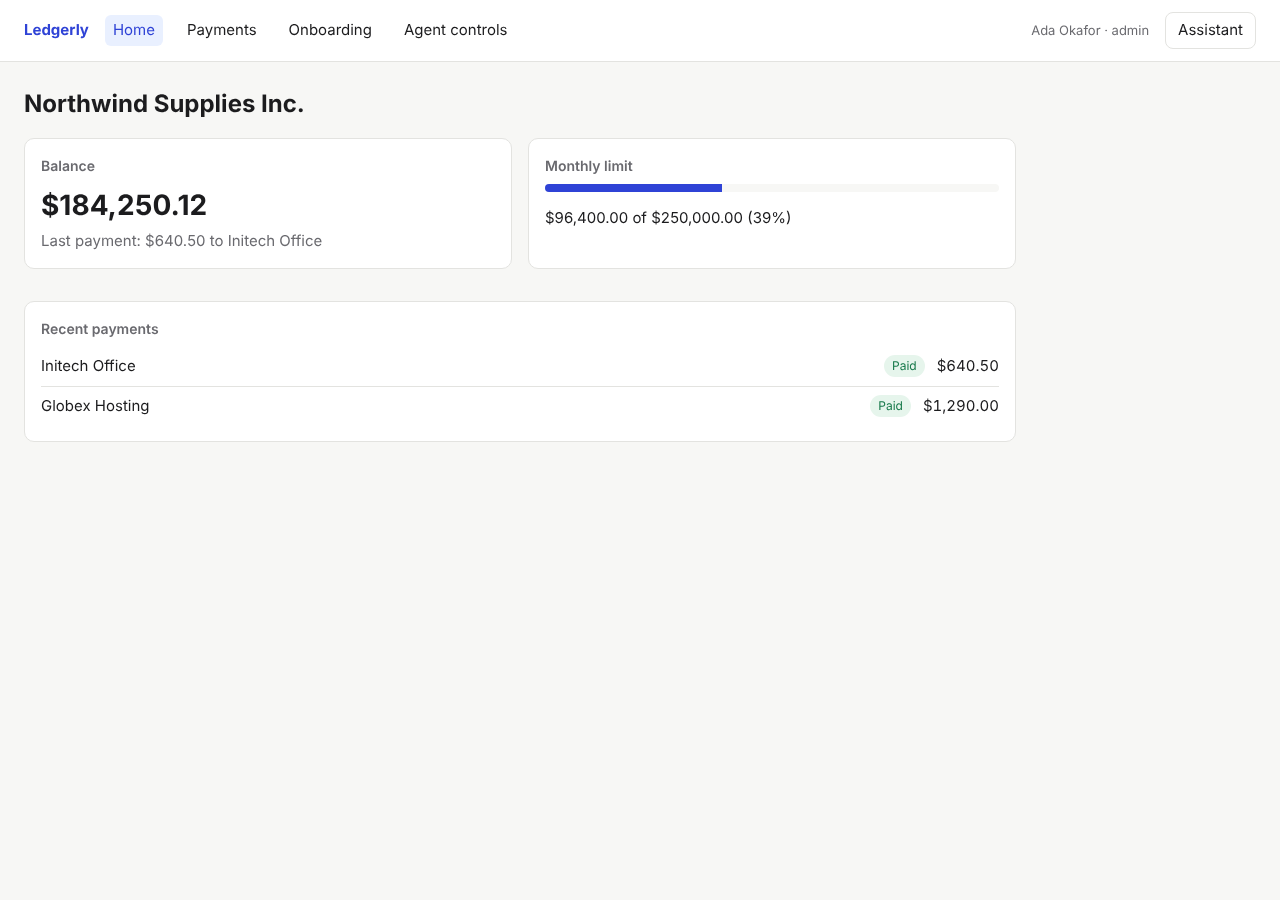 Ledgerly Home Payments Onboarding Agent controls Ada Okafor · admin Assistant
Northwind Supplies Inc.
Balance
$184,250.12
Last payment: $640.50 to Initech Office
Monthly limit
$96,400.00 of $250,000.00 (39%)
Recent payments
Initech Office Paid $640.50
Globex Hosting Paid $1,290.00